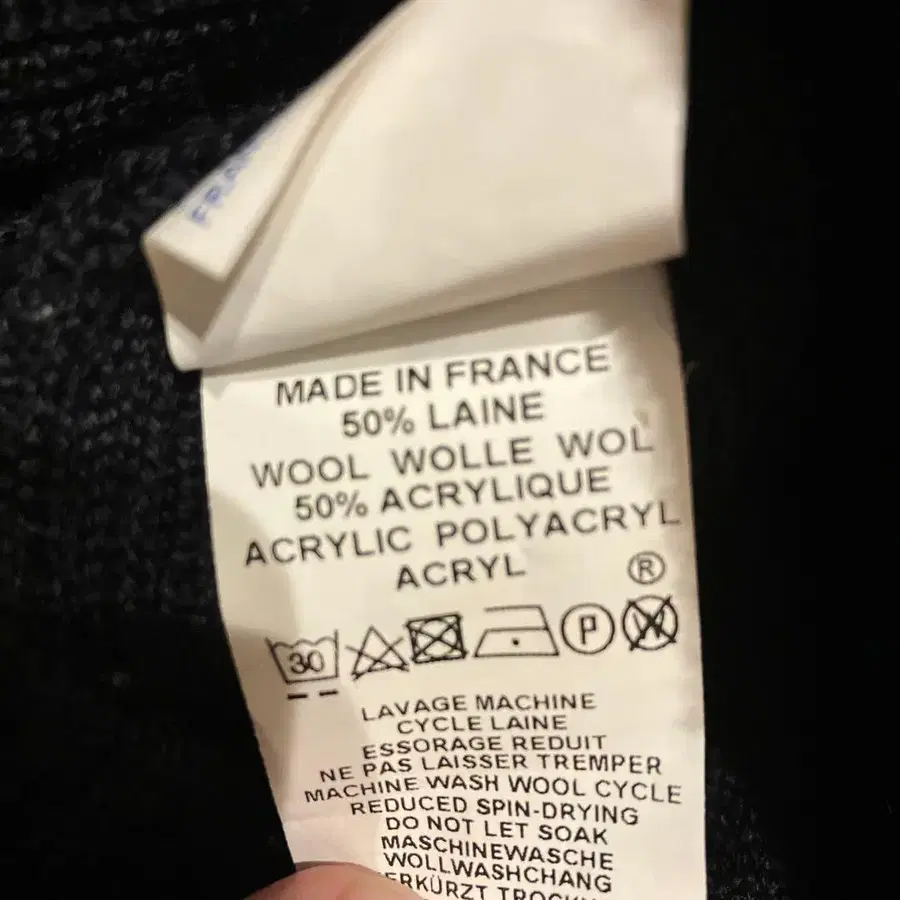 MADE IN FRANCE
50% LAINE
WOOL WOLLE WOL
50% ACRYLIQUE
ACRYLIC POLYACRYL
ACRYL
®
30
P
W
LAVAGE MACHINE
CYCLE LAINE
ESSORAGE REDUIT
NE PAS LAISSER TREMPER
MACHINE WASH WOOL CYCLE
REDUCED SPIN-DRYING
DO NOT LET SOAK
MASCHINEWASCHE
WOLLWASHCHANG